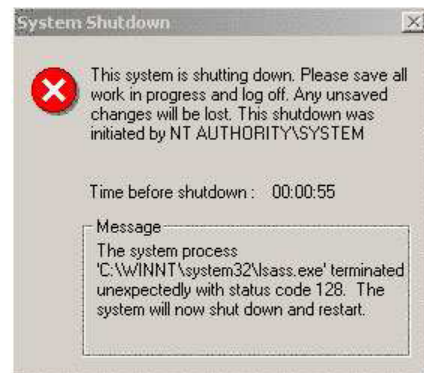 System Shutdown
This system is shutting down. Please save all
work in progress and log off. Any unsaved
changes will be lost. This shutdown was
initiated by NT AUTHORITY\SYSTEM
Time before shutdown : 00:00:55
Message
The system process
'C:\WINNT\system32\lsass.exe' terminated
unexpectedly with status code 128. The
system will now shut down and restart.